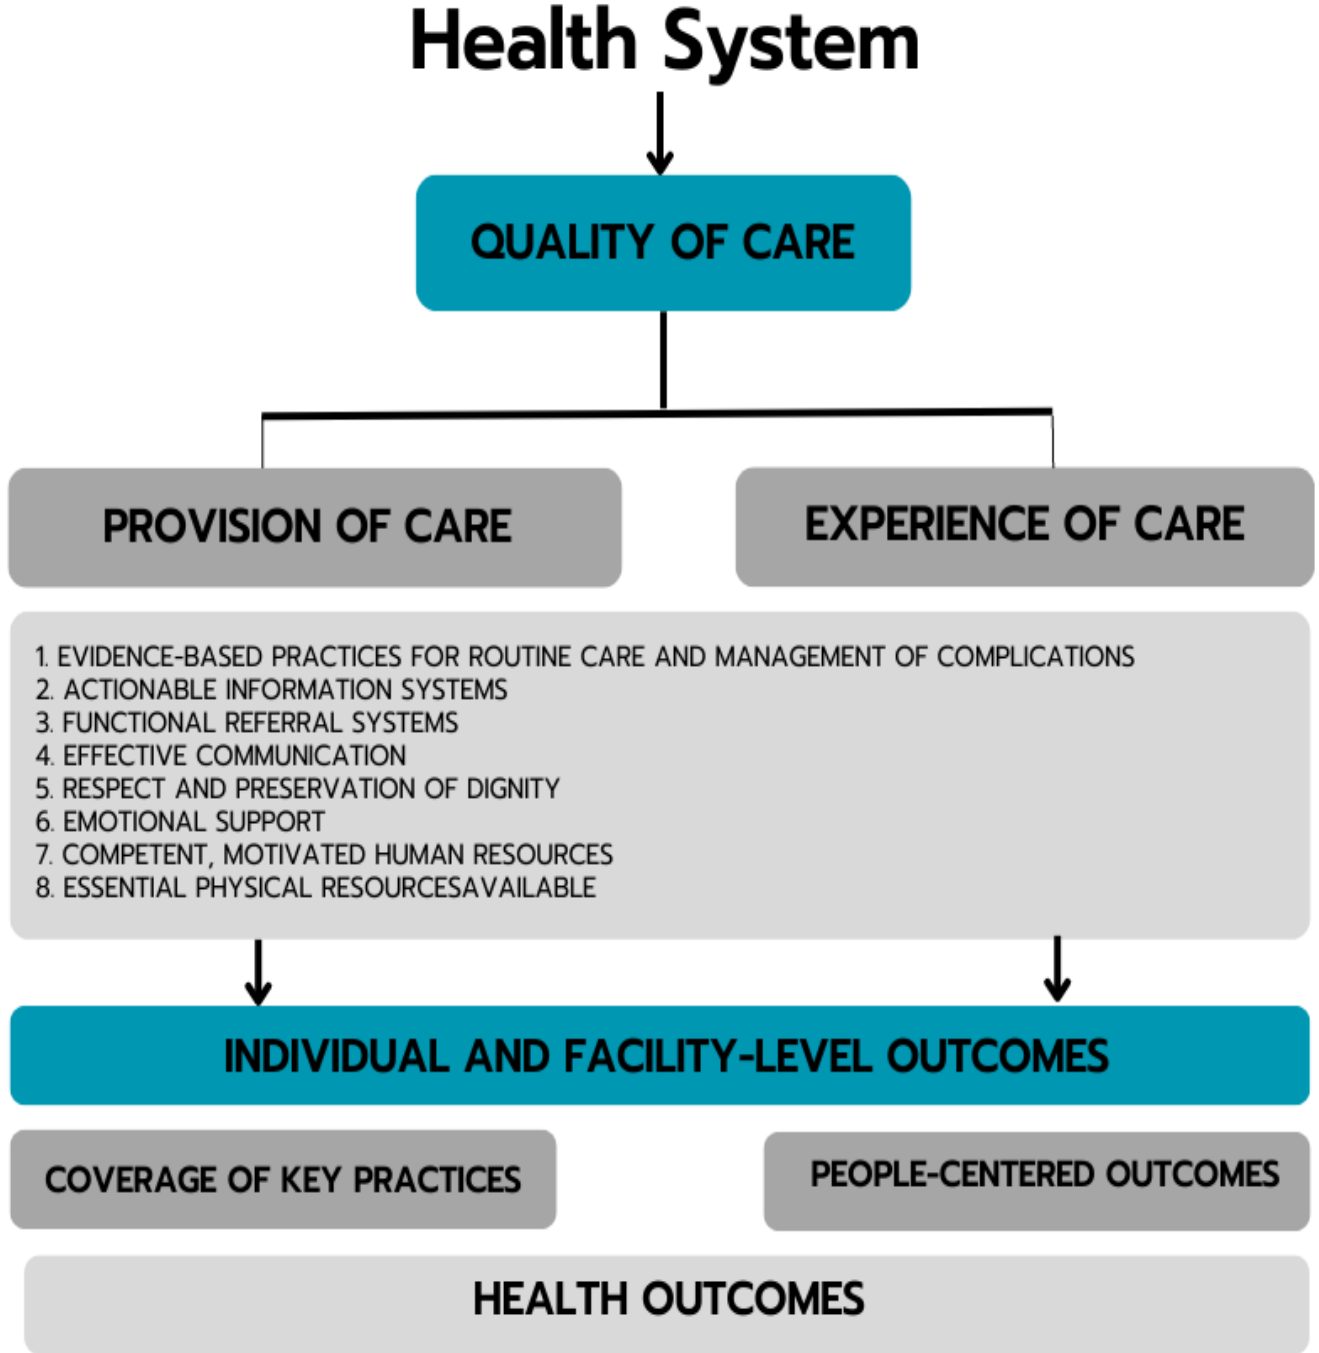 Health System
QUALITY OF CARE
PROVISION OF CARE
EXPERIENCE OF CARE
1. EVIDENCE-BASED PRACTICES FOR ROUTINE CARE AND MANAGEMENT OF COMPLICATIONS
2. ACTIONABLE INFORMATION SYSTEMS
3. FUNCTIONAL REFERRAL SYSTEMS
4. EFFECTIVE COMMUNICATION
5. RESPECT AND PRESERVATION OF DIGNITY
6. EMOTIONAL SUPPORT
7. COMPETENT, MOTIVATED HUMAN RESOURCES
8. ESSENTIAL PHYSICAL RESOURCESAVAILABLE
INDIVIDUAL AND FACILITY-LEVEL OUTCOMES
COVERAGE OF KEY PRACTICES
PEOPLE-CENTERED OUTCOMES
HEALTH OUTCOMES